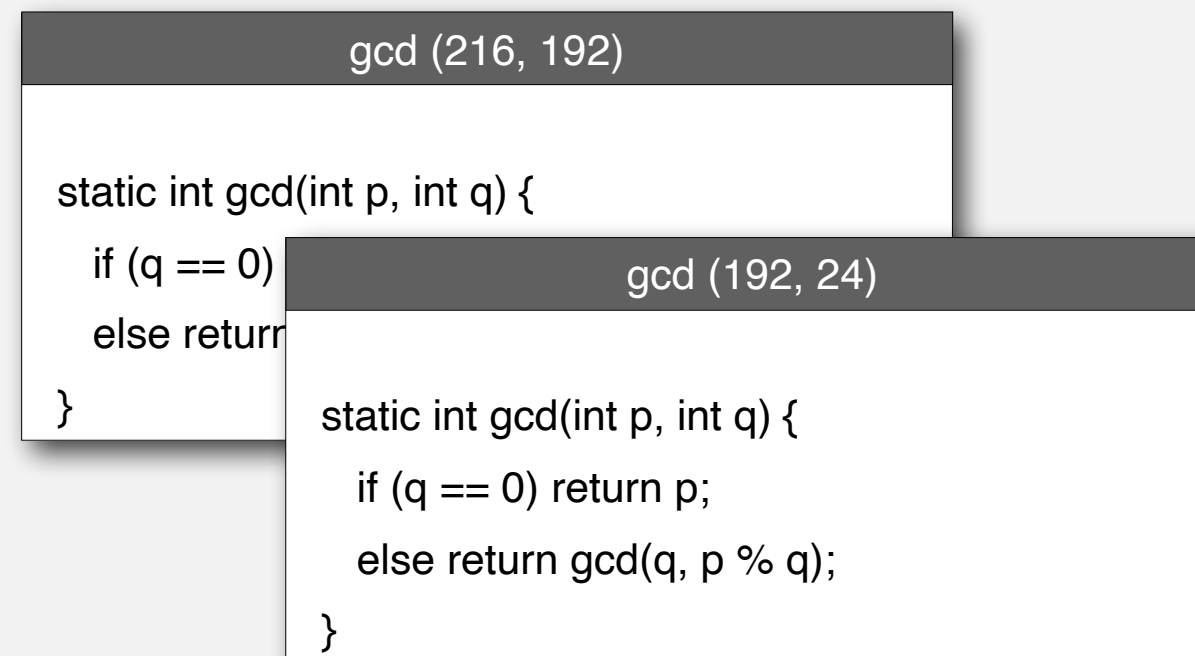 gcd (216, 192)
static int gcd(int p, int q) {
if (q == 0)
else return
}
gcd (192, 24)
static int gcd(int p, int q) {
if (q == 0) return p;
else return gcd(q, p % q);
}